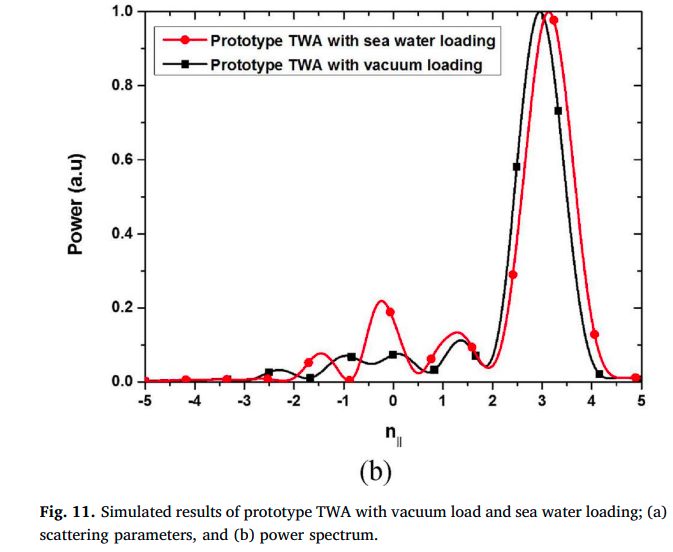 1.0
Prototype TWA with sea water loading
Prototype TWA with vacuum loading
0.8
0.6
Power (a.u)
0.4
0.2
0.0
-5 -4 -3 -2 -1 0 1 2 3 4 5
n||
(b)
Fig. 11. Simulated results of prototype TWA with vacuum load and sea water loading; (a)
scattering parameters, and (b) power spectrum.